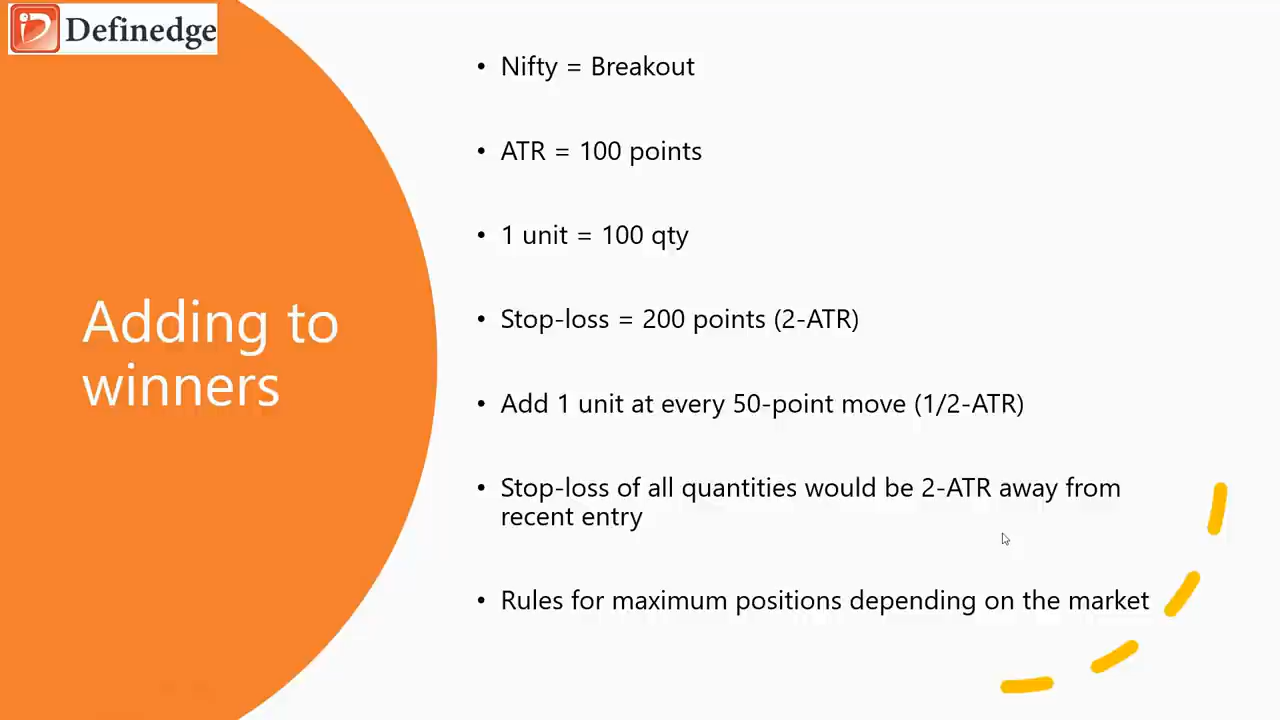 Definedge
Adding to
winners
• Nifty = Breakout
• ATR = 100 points
• 1 unit = 100 qty
• Stop-loss = 200 points (2-ATR)
• Add 1 unit at every 50-point move (1/2-ATR)
• Stop-loss of all quantities would be 2-ATR away from
recent entry
• Rules for maximum positions depending on the market